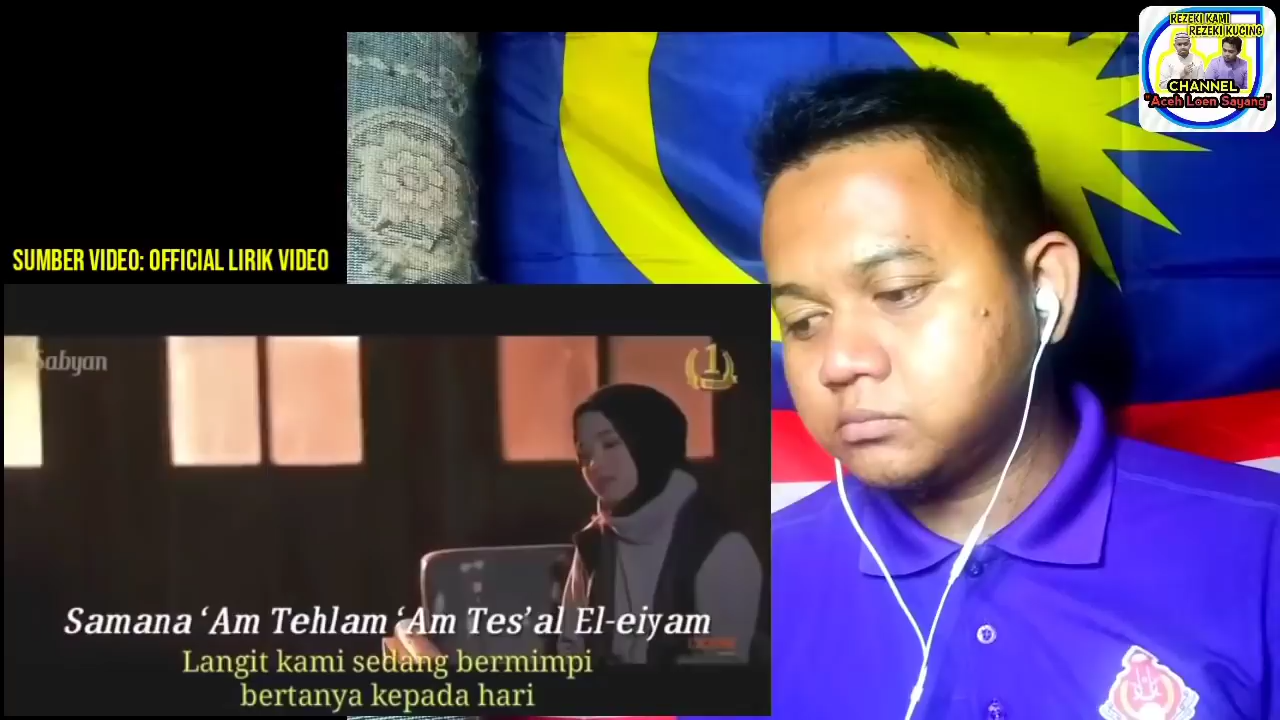 REZEKI KAMI
REZEKI KUCING
CHANNEL
"Aceh Loen Sayang"
SUMBER VIDEO: OFFICIAL LIRIK VIDEO
Sabyan
1
Samana ‘Am Tehlam ‘Am Tes’al El-eiyam
Langit kami sedang bermimpi
bertanya kepada hari